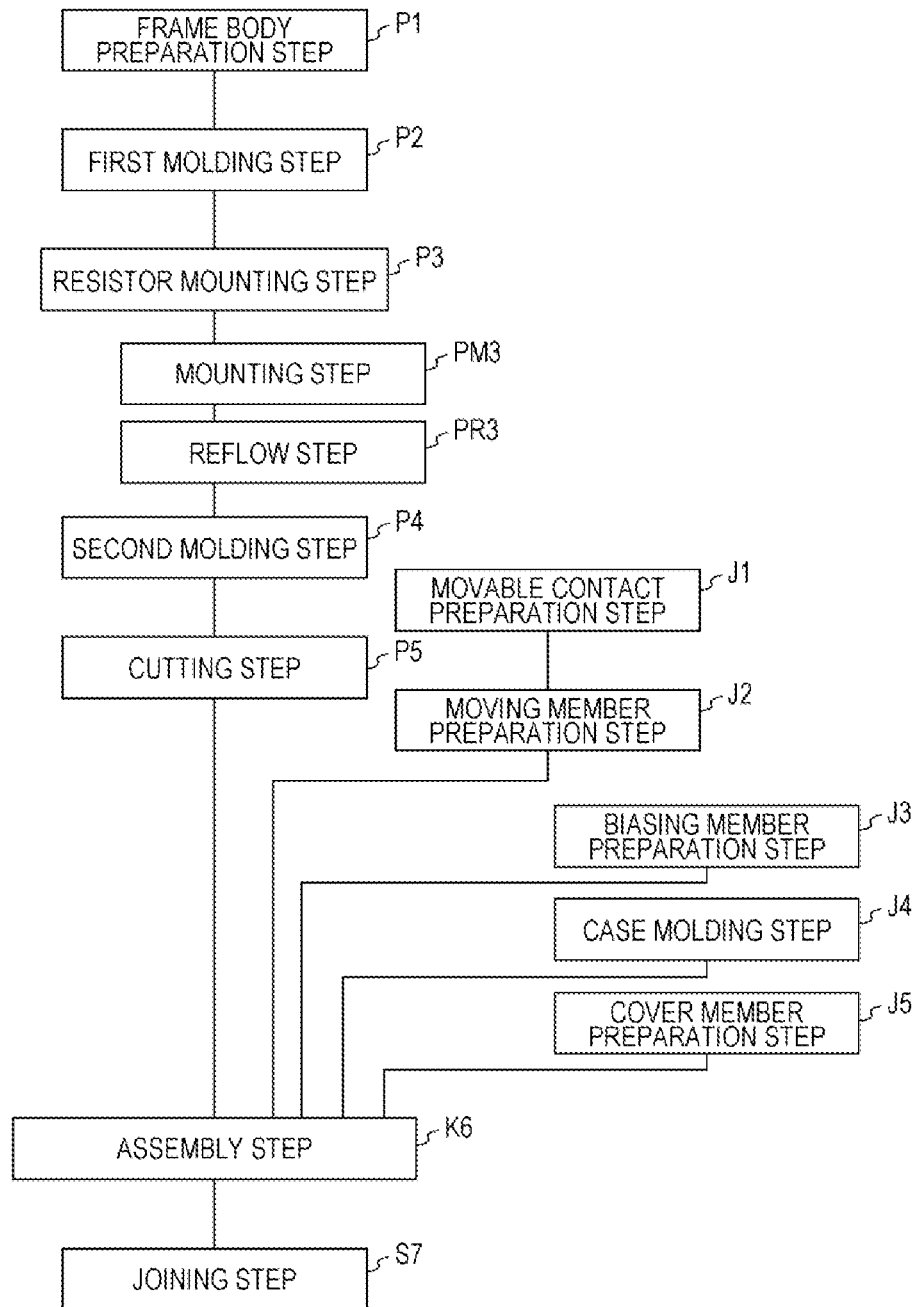 FRAME BODY
PREPARATION STEP
P1
FIRST MOLDING STEP
P2
RESISTOR MOUNTING STEP
P3
MOUNTING STEP
PM3
REFLOW STEP
PR3
SECOND MOLDING STEP
P4
MOVABLE CONTACT
PREPARATION STEP
J1
CUTTING STEP
P5
MOVING MEMBER
PREPARATION STEP
J2
BIASING MEMBER
PREPARATION STEP
J3
CASE MOLDING STEP
J4
COVER MEMBER
PREPARATION STEP
J5
ASSEMBLY STEP
K6
JOINING STEP
S7